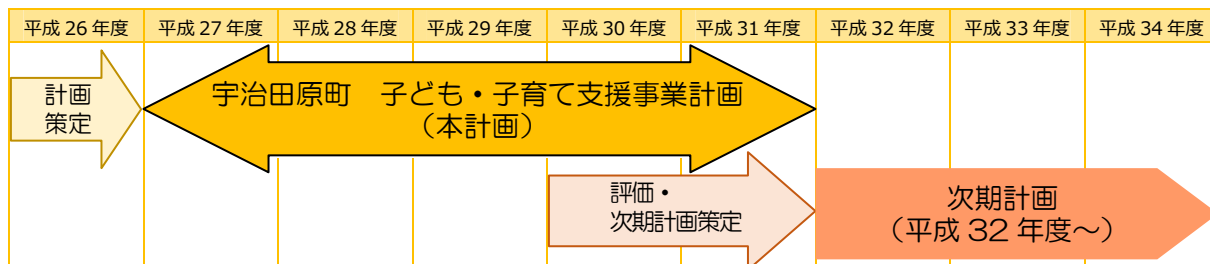 平成 26 年度 平成 27 年度 平成 28 年度 平成 29 年度 平成 30 年度 平成 31 年度 平成 32 年度 平成 33 年度 平成 34 年度
計画
策定
宇治田原町 子ども・子育て支援事業計画
（本計画）
評価・
次期計画策定
次期計画
（平成 32 年度～）